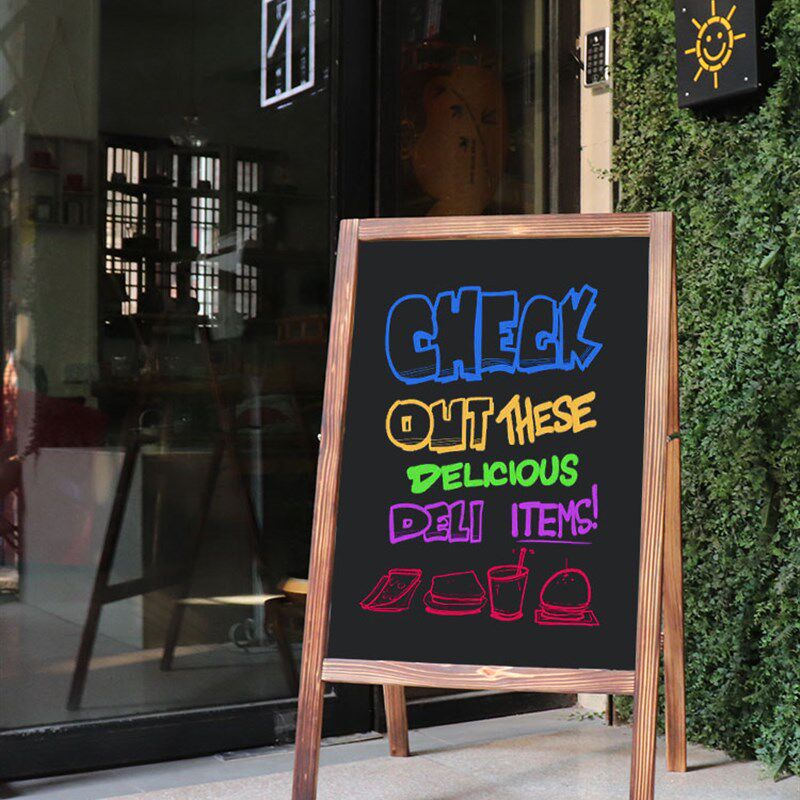 CHECK
OUT THESE
DELICIOUS
DELI ITEMS!